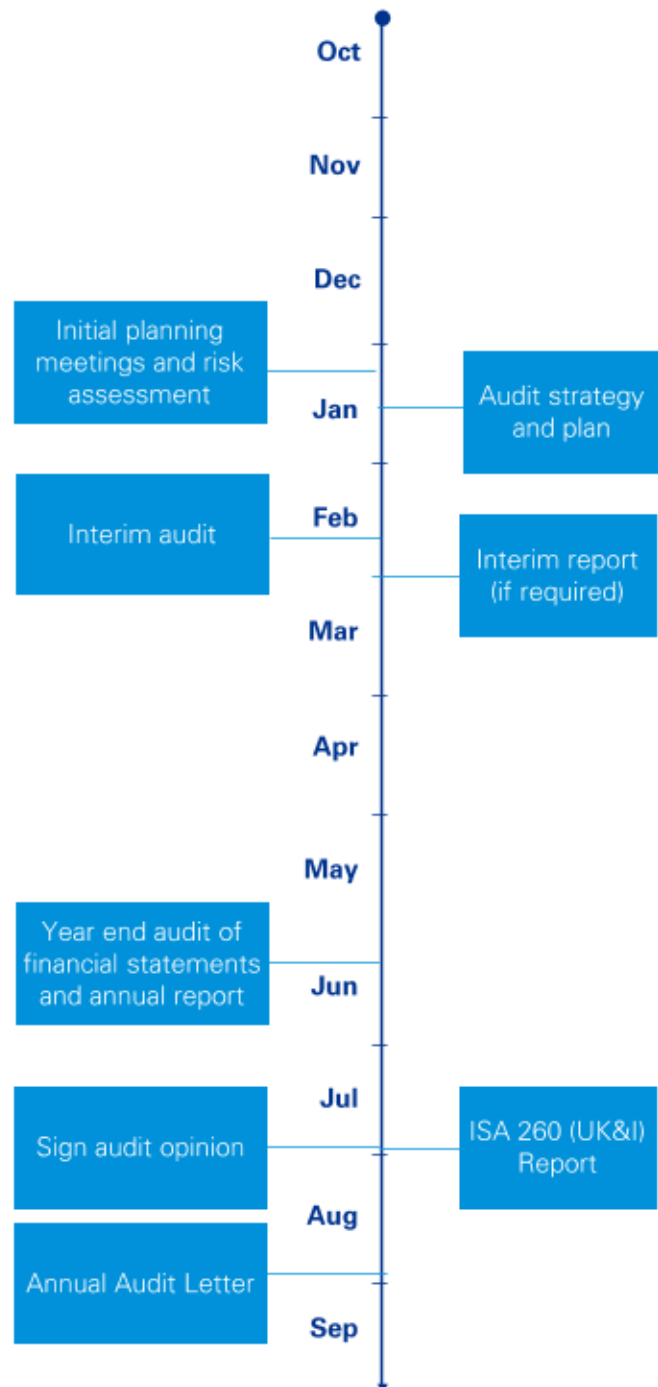 Oct
Nov
Dec
Initial planning
meetings and risk
assessment
Jan
Audit strategy
and plan
Feb
Interim audit
Interim report
(if required)
Mar
Apr
May
Year end audit of
financial statements
and annual report
Jun
Jul
Sign audit opinion
ISA 260 (UK&I)
Report
Aug
Annual Audit Letter
Sep